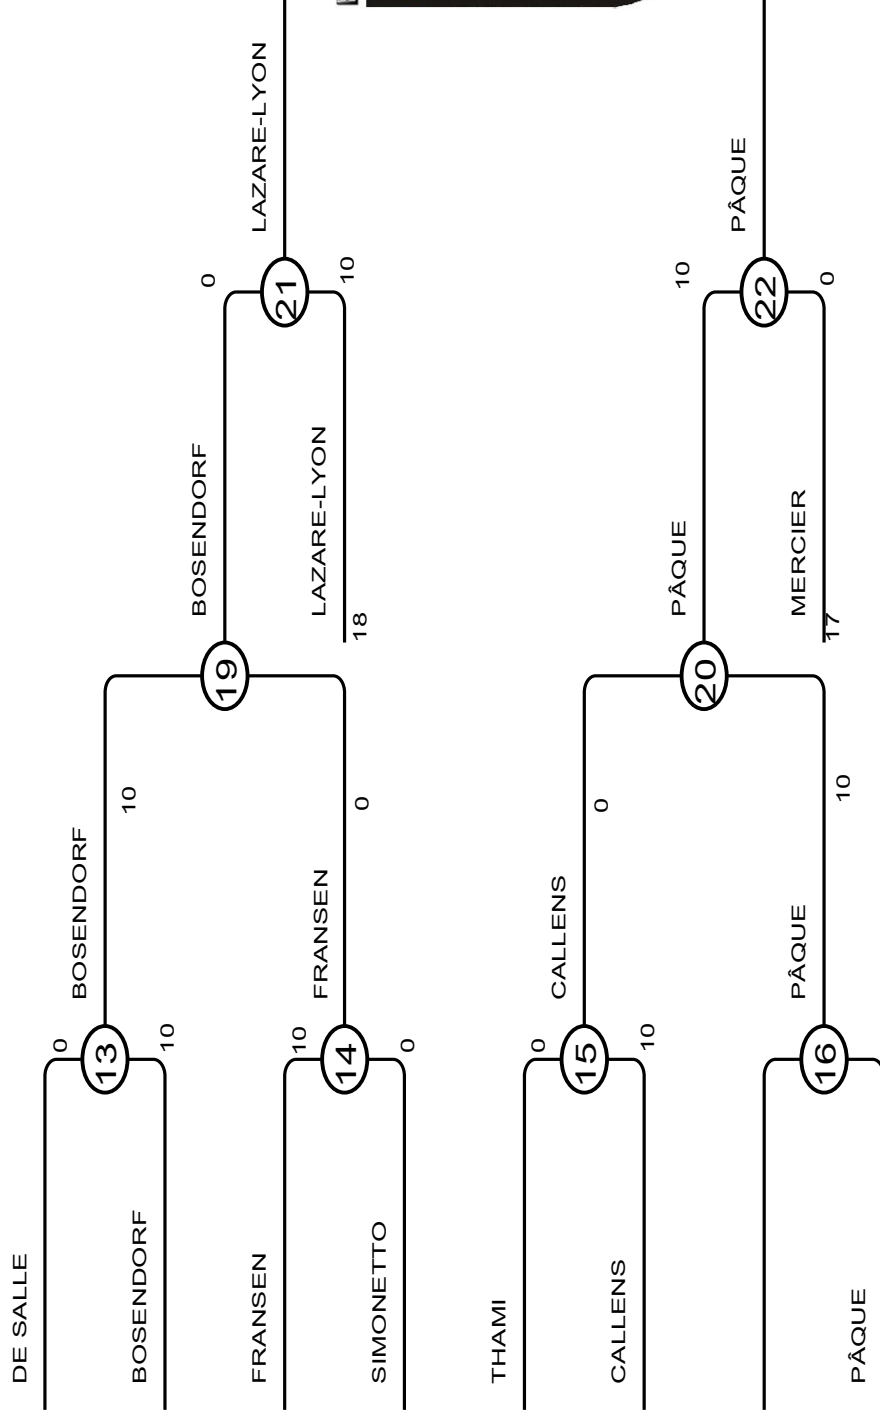 DE SALLE
0
13
10
BOSENDORF
BOSENDORF
10
FRANSEN
10
14
0
SIMONETTO
FRANSEN
0
19
BOSENDORF
0
21
10
LAZARE-LYON
18
LAZARE-LYON
THAMI
0
15
10
CALLENS
CALLENS
0
16
PÂQUE
PÂQUE
10
20
PÂQUE
10
22
0
MERCIER
17
PÂQUE